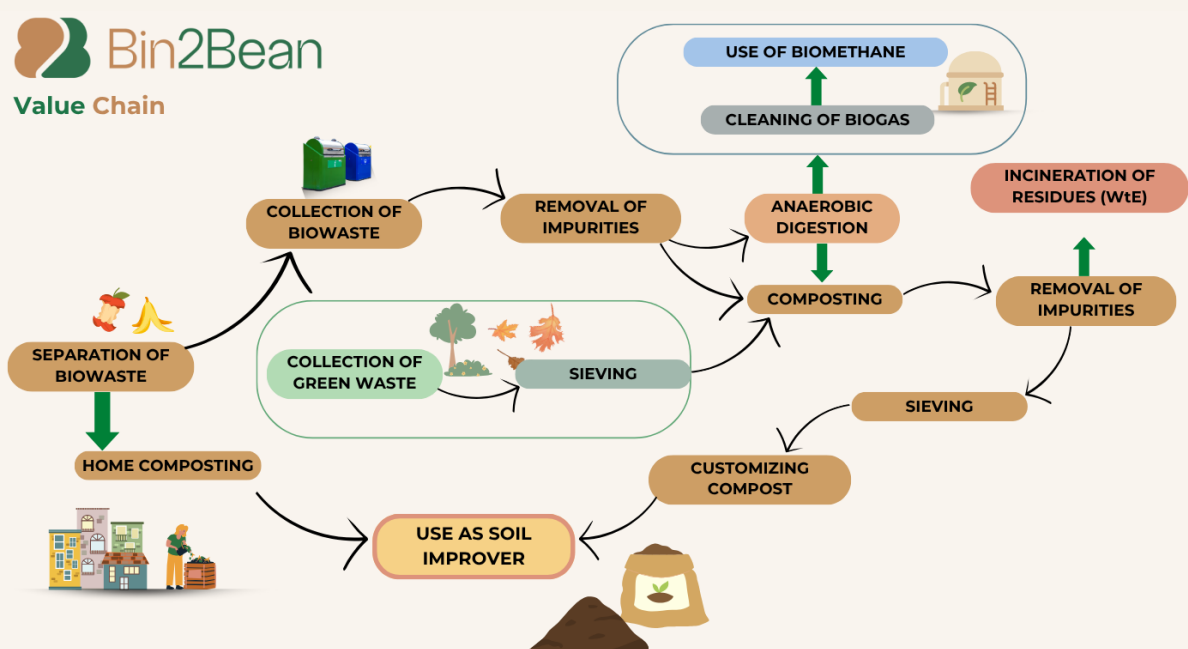 Bin2Bean
Value Chain
USE OF BIOMETHANE
CLEANING OF BIOGAS
INCINERATION OF
RESIDUES (WtE)
COLLECTION OF
BIOWASTE
REMOVAL OF
IMPURITIES
ANAEROBIC
DIGESTION
COMPOSTING
REMOVAL OF
IMPURITIES
SEPARATION OF
BIOWASTE
COLLECTION OF
GREEN WASTE
SIEVING
SIEVING
HOME COMPOSTING
CUSTOMIZING
COMPOST
USE AS SOIL
IMPROVER